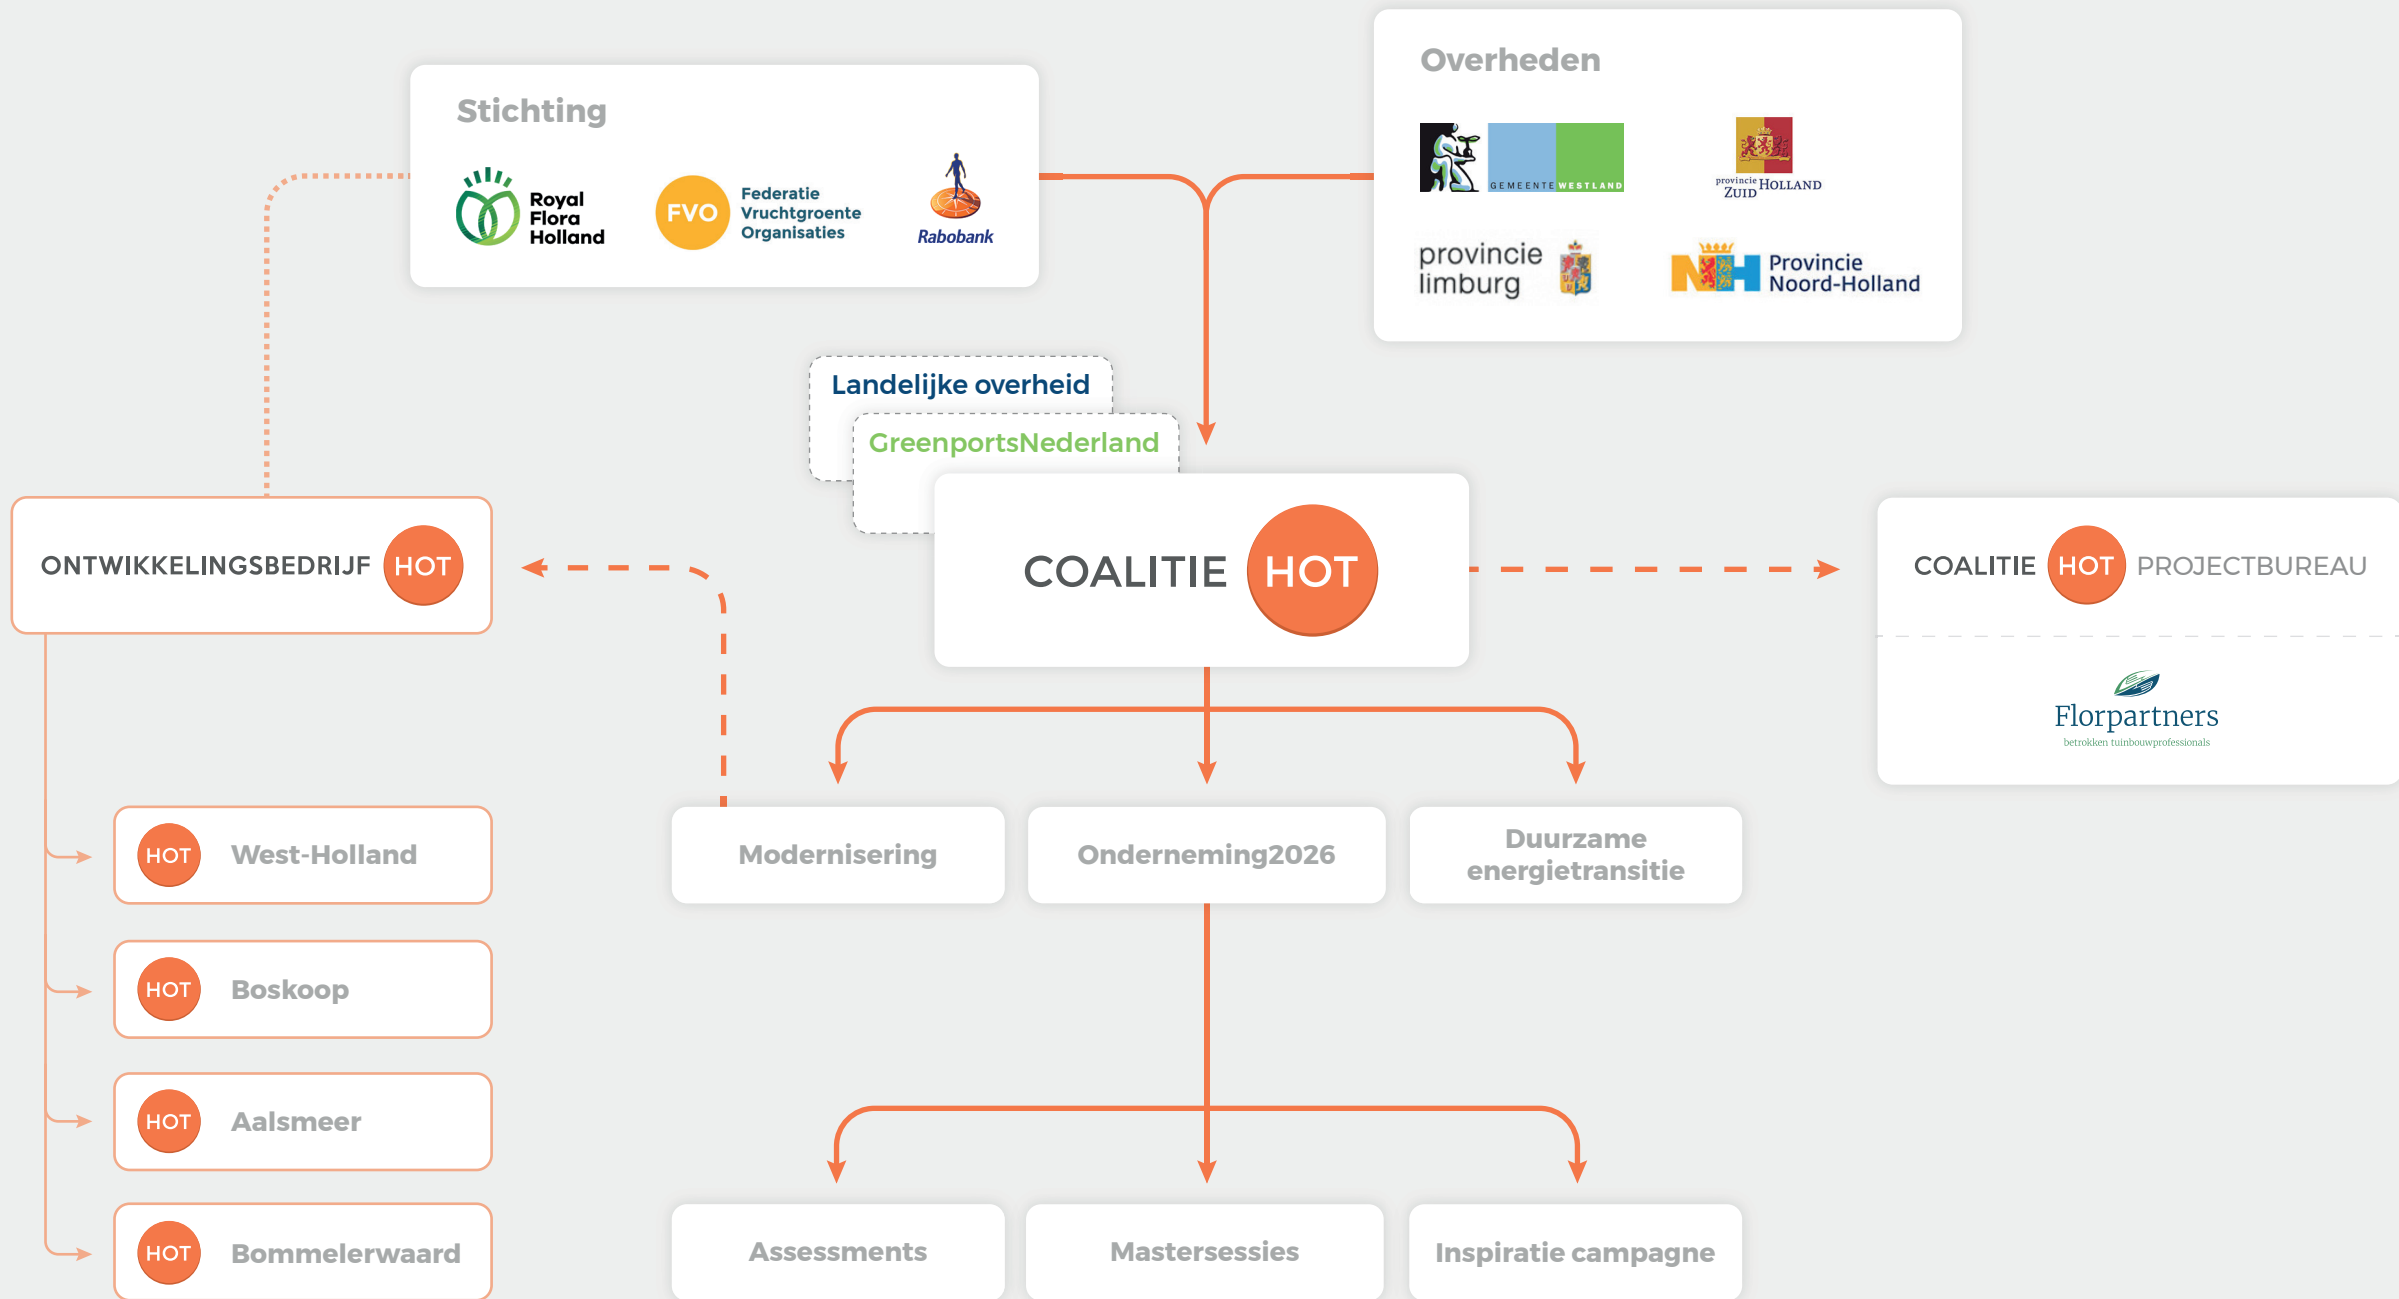 Stichting
Royal
Flora
Holland
FVO
Federatie
Vruchtgroente
Organisaties
Rabobank
Overheden
GEMEENTE WESTLAND
provincie HOLLAND
ZUID
provincie
limburg
NH
Provincie
Noord-Holland
Landelijke overheid
GreenportsNederland
COALITIE HOT
ONTWIKKELINGSBEDRIJF HOT
COALITIE HOT PROJECTBUREAU
Florpartners
betrokken tuinbouwprofessionals
HOT West-Holland
HOT Boskoop
HOT Aalsmeer
HOT Bommelerwaard
Modernisering
Onderneming2026
Duurzame
energietransitie
Assessments
Mastersessies
Inspiratie campagne